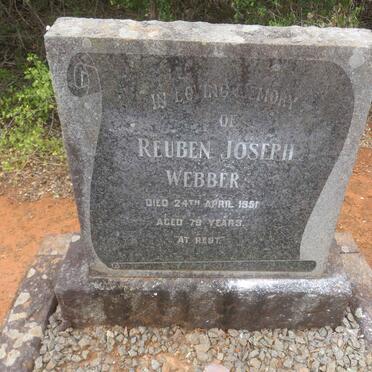 IN LOVING MEMORY
OF
REUBEN JOSEPH
WEBBER.
DIED 24TH APRIL 1951
AGED 79 YEARS.
"AT REST."